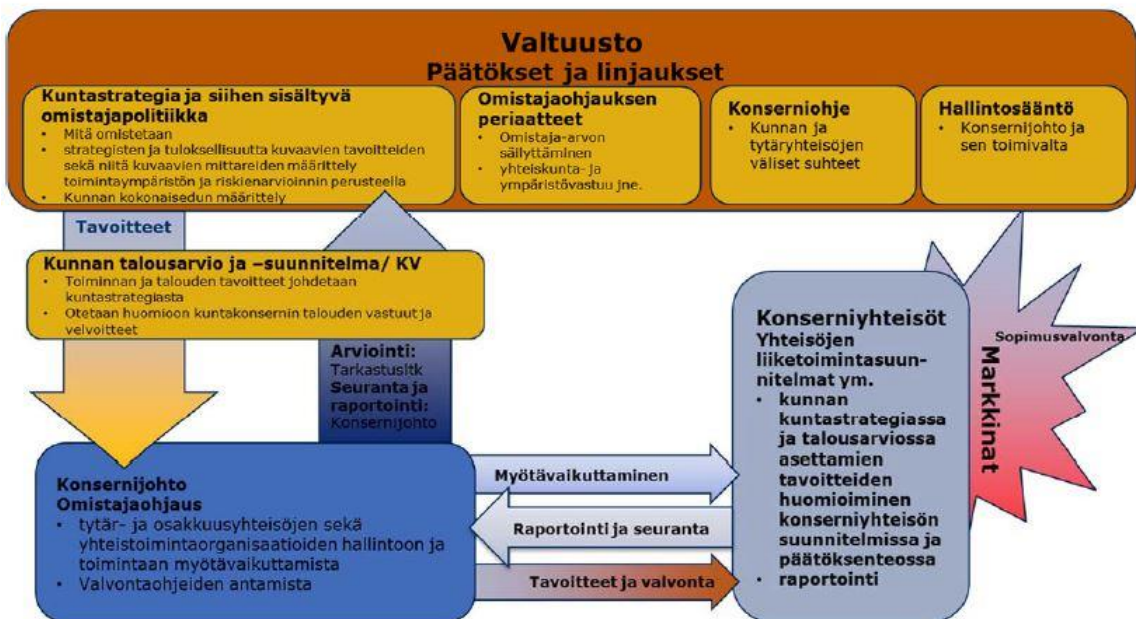 Valtuusto
Päätökset ja linjaukset
Kuntastrategia ja siihen sisältyvä
omistajapolitiikka
• Mitä omistetaan
• strategisten ja tuloksellisuutta kuvaavien tavoitteiden
sekä niitä kuvaavien mittareiden määrittely
toimintaympäristön ja riskienarvioinnin perusteella
• Kunnan kokonaisedun määrittely
Omistajaohjauksen
periaatteet
• Omistaja-arvon
säilyttäminen
• yhteiskunta- ja
ympäristövastuu jne.
Konserniohje
• Kunnan ja
tytäryhteisöjen
väliset suhteet
Hallintosääntö
• Konsernijohto ja
sen toimivalta
Tavoitteet
Kunnan talousarvio ja –suunnitelma/ KV
• Toiminnan ja talouden tavoitteet johdetaan
kuntastrategiasta
• Otetaan huomioon kuntakonsernin talouden vastuut ja
velvoitteet
Arviointi:
Tarkastusltk
Seuranta ja
raportointi:
Konsernijohto
Konsernijohto
Omistajaohjaus
• tytär- ja osakkuusyhteisöjen sekä
yhteistoimintaorganisaatioiden hallintoon ja
toimintaan myötävaikuttamista
• Valvontaohjeiden antamista
Myötävaikuttaminen
Raportointi ja seuranta
Tavoitteet ja valvonta
Konserniyhteisöt
Yhteisöjen
liiketoimintasuun-
nitelmat ym.
• kunnan
kuntastrategiassa
ja talousarviossa
asettamien
tavoitteiden
huomioiminen
konserniyhteisön
suunnitelmissa ja
päätöksenteossa
• raportointi
Sopimusvalvonta
Markkinat